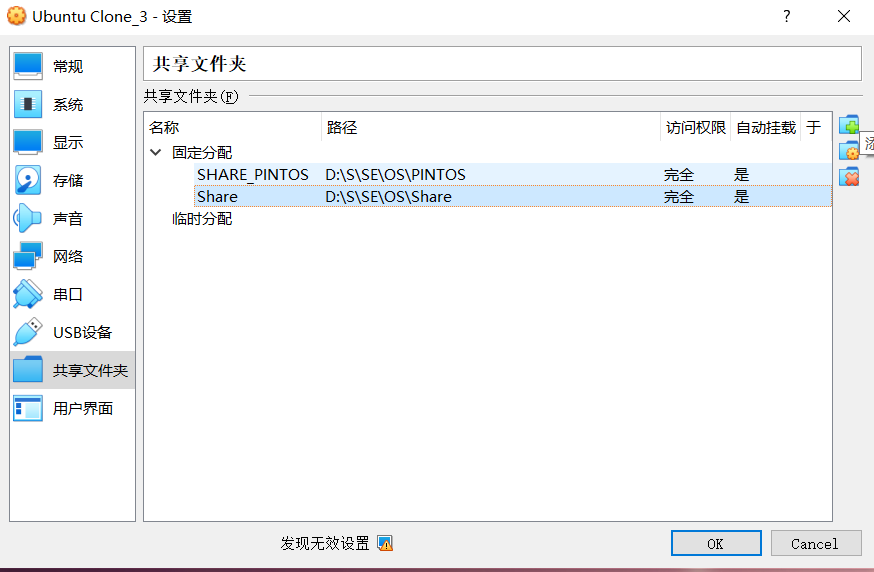 Ubuntu Clone_3 - 设置 ?
常规
系统
显示
存储
声音
网络
串口
USB设备
共享文件夹
用户界面
共享文件夹
共享文件夹(F)
名称 路径 访问权限 自动挂载 于
固定分配
SHARE_PINTOS D:\S\SE\OS\PINTOS 完全 是
Share D:\S\SE\OS\Share 完全 是
临时分配
发现无效设置
OK Cancel